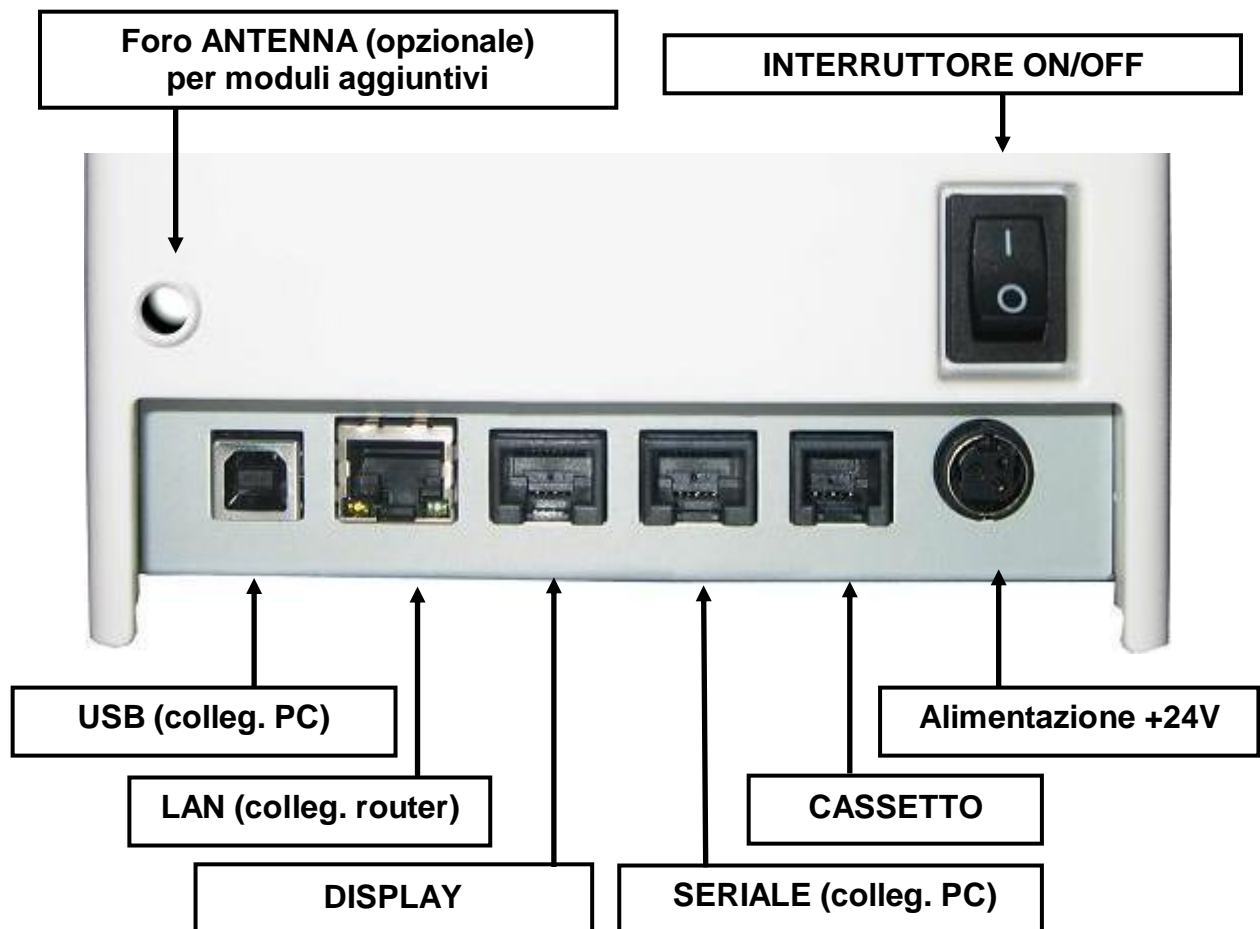 Foro ANTENNA (opzionale)
per moduli aggiuntivi
INTERRUTTORE ON/OFF
USB (colleg. PC)
Alimentazione +24V
LAN (colleg. router)
CASSETTO
DISPLAY
SERIALE (colleg. PC)